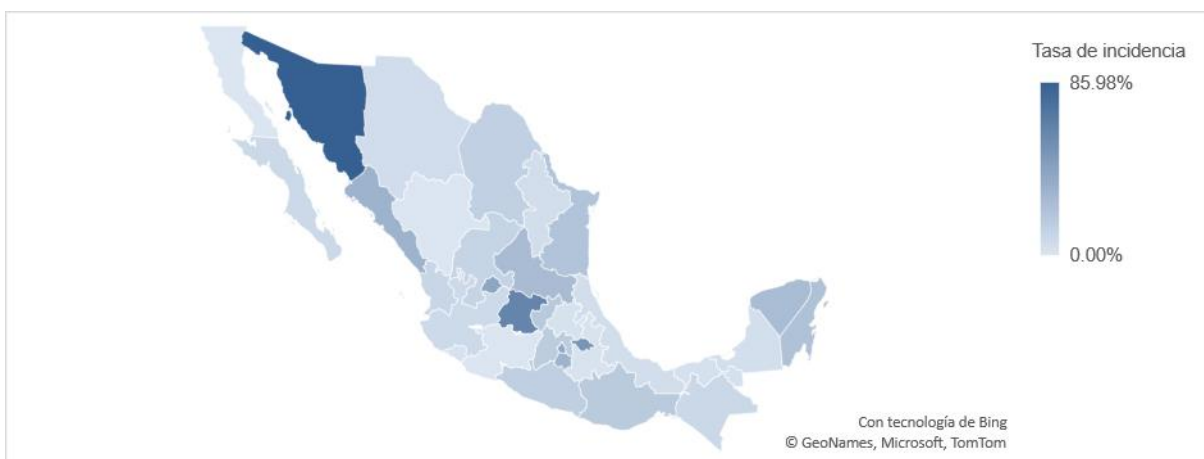 Tasa de incidencia
85.98%
0.00%
Con tecnología de Bing
© GeoNames, Microsoft, TomTom